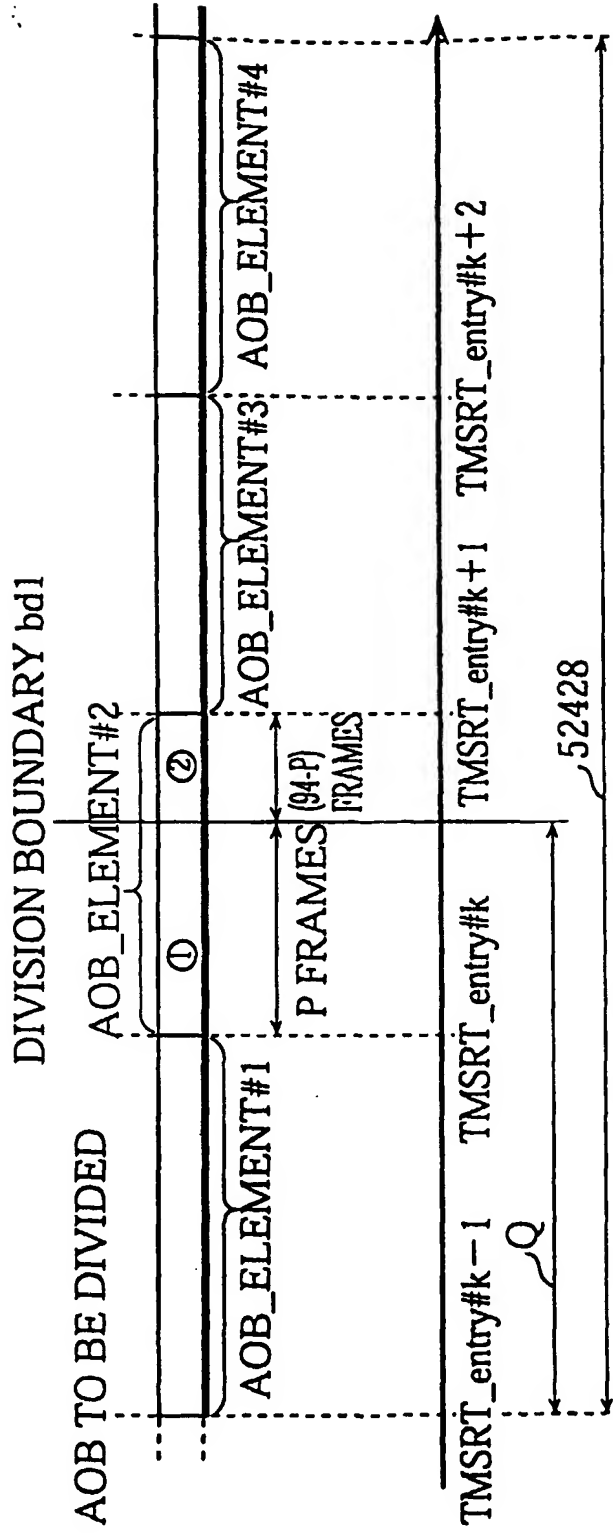 DIVISION BOUNDARY bd1
AOB TO BE DIVIDED
AOB_ELEMENT#2
① ②
AOB_ELEMENT#1
AOB_ELEMENT#3
AOB_ELEMENT#4
P FRAMES
(94-P)
FRAMES
TMSRT_entry#k−1 TMSRT_entry#k TMSRT_entry#k+1 TMSRT_entry#k+2
Q
52428